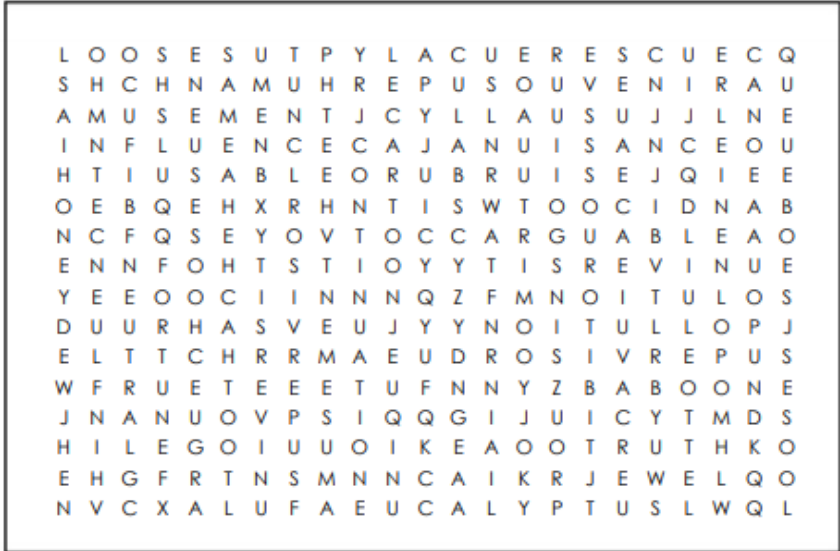 L O O S E S U T P Y L A C U E R E S C U E C Q
S H C H N A M U H R E P U S O U V E N I R A U
A M U S E M E N T J C Y L L A U S U J J L N E
I N F L U E N C E C A J A N U I S A N C E O U
H T I U S A B L E O R U B R U I S E J Q I E E
O E B Q E H X R H N T I S W T O O C I D N A B
N C F Q S E Y O V T O C C A R G U A B L E A O
E N N F O H T S T I O Y Y T I S R E V I N U E
Y E E O O C I I N N N Q Z F M N O I T U L O S
D U U R H A S V E U J Y Y N O I T U L L O P J
E L T T C H R R M A E U D R O S I V R E P U S
W F R U E T E E E T U F N N Y Z B A B O O N E
J N A N U O V P S I Q Q G I J U I C Y T M D S
H I L E G O I U U O I K E A O O T R U T H K O
E H G F R T N S M N N C A I K R J E W E L Q O
N V C X A L U F A E U C A L Y P T U S L W Q L